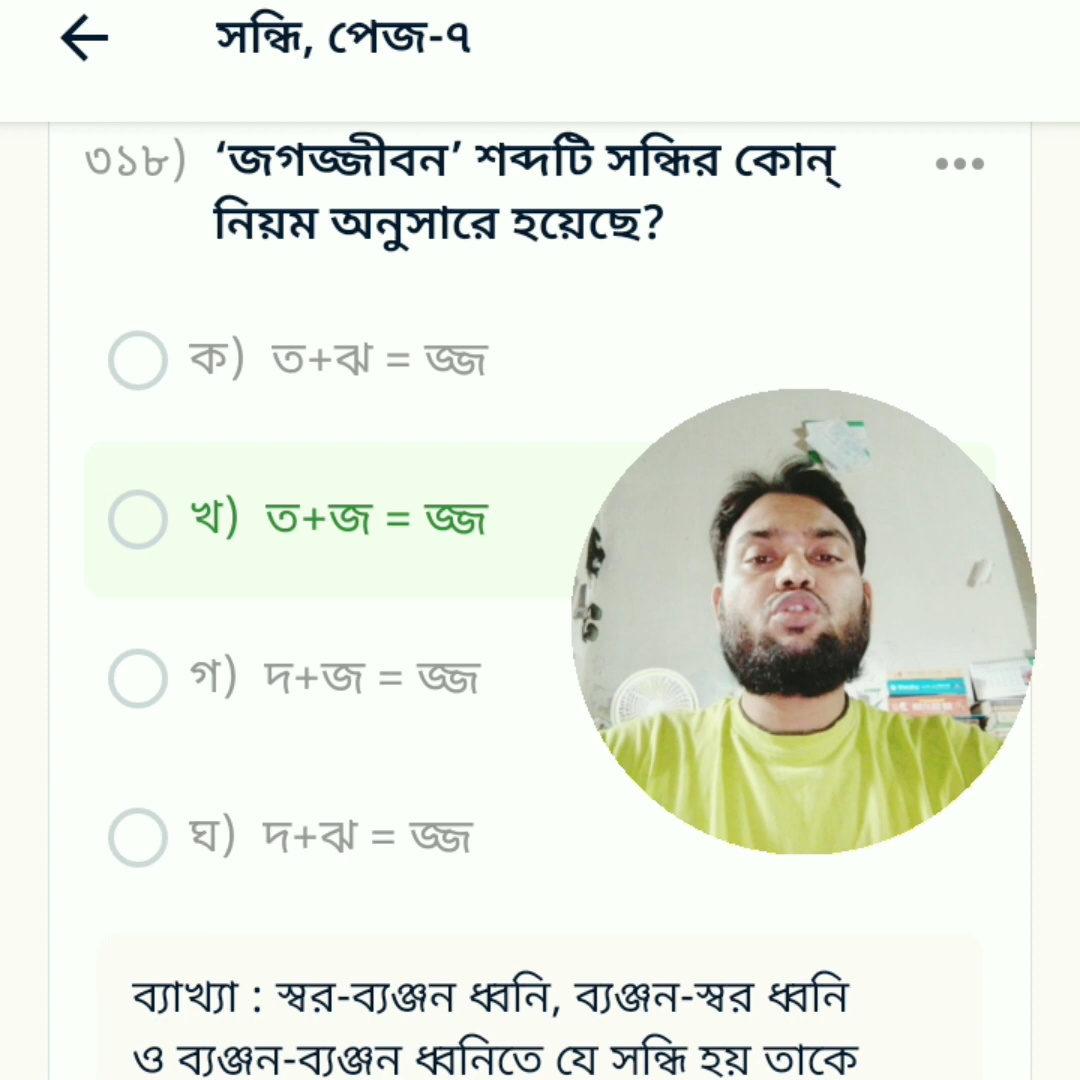 সন্ধি, পেজ-৭
৩১৮) ‘জগজ্জীবন’ শব্দটি সন্ধির কোন্
নিয়ম অনুসারে হয়েছে?
ক) ত+ঝ = জ্জ
খ) ত+জ = জ্জ
গ) দ+জ = জ্জ
ঘ) দ+ঝ = জ্জ
ব্যাখ্যা : স্বর-ব্যঞ্জন ধ্বনি, ব্যঞ্জন-স্বর ধ্বনি
ও ব্যঞ্জন-ব্যঞ্জন ধ্বনিতে যে সন্ধি হয় তাকে